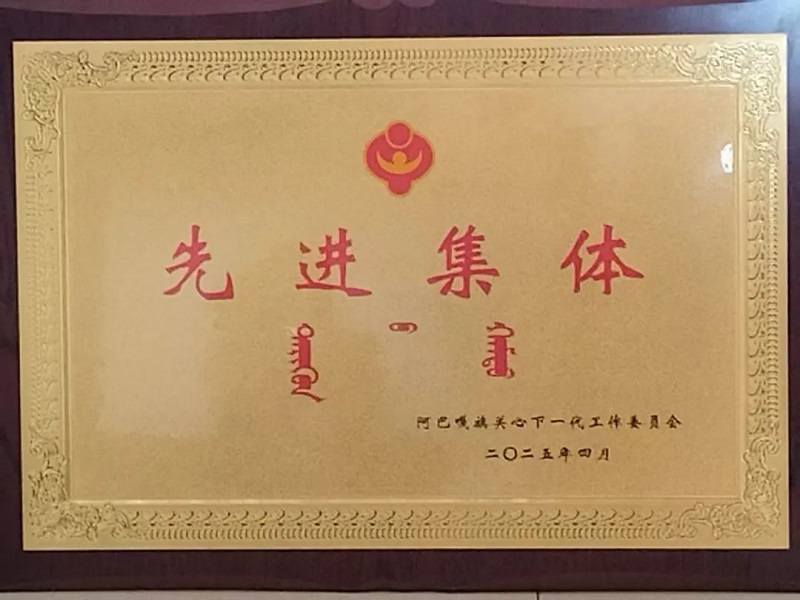 先进集体
阿巴嘎旗关心下一代工作委员会
二〇二五年四月